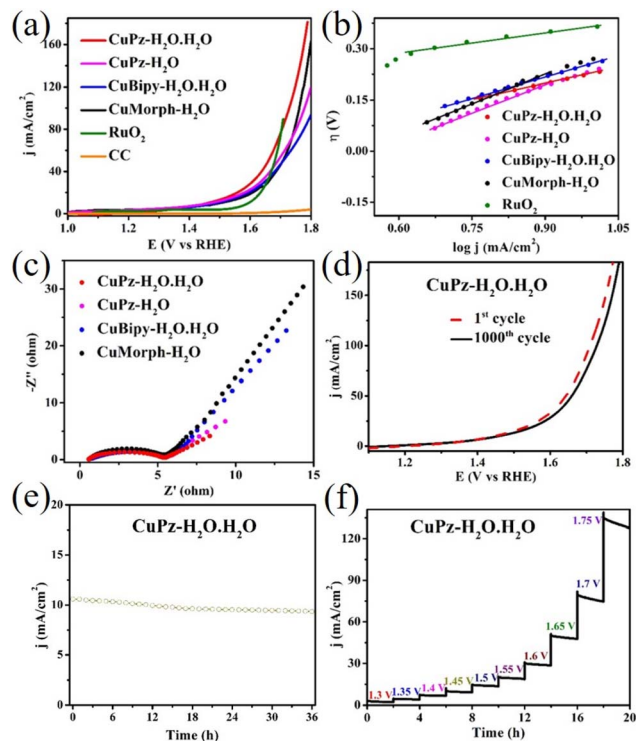 (a)
CuPz-H₂O.H₂O
CuPz-H₂O
CuBipy-H₂O.H₂O
CuMorph-H₂O
RuO₂
CC
160
120
80
40
0
j (mA/cm²)
1.0 1.2 1.4 1.6 1.8
E (V vs RHE)
(b)
0.30
0.15
0.00
-0.15
η (V)
CuPz-H₂O.H₂O
CuPz-H₂O
CuBipy-H₂O.H₂O
CuMorph-H₂O
RuO₂
0.60 0.75 0.90 1.05
log j (mA/cm²)
(c)
CuPz-H₂O.H₂O
CuPz-H₂O
CuBipy-H₂O.H₂O
CuMorph-H₂O
30
25
20
15
10
5
0
-Z'' (ohm)
0 5 10 15
Z' (ohm)
(d)
CuPz-H₂O.H₂O
1ˢᵗ cycle
1000ᵗʰ cycle
150
100
50
0
j (mA/cm²)
1.2 1.4 1.6 1.8
E (V vs RHE)
(e)
CuPz-H₂O.H₂O
20
15
10
5
0
j (mA/cm²)
0 6 12 18 24 30 36
Time (h)
(f)
CuPz-H₂O.H₂O
120
90
60
30
0
j (mA/cm²)
1.3 V
1.35 V
1.4 V
1.45 V
1.5 V
1.55 V
1.6 V
1.65 V
1.7 V
1.75 V
0 4 8 12 16 20
Time (h)